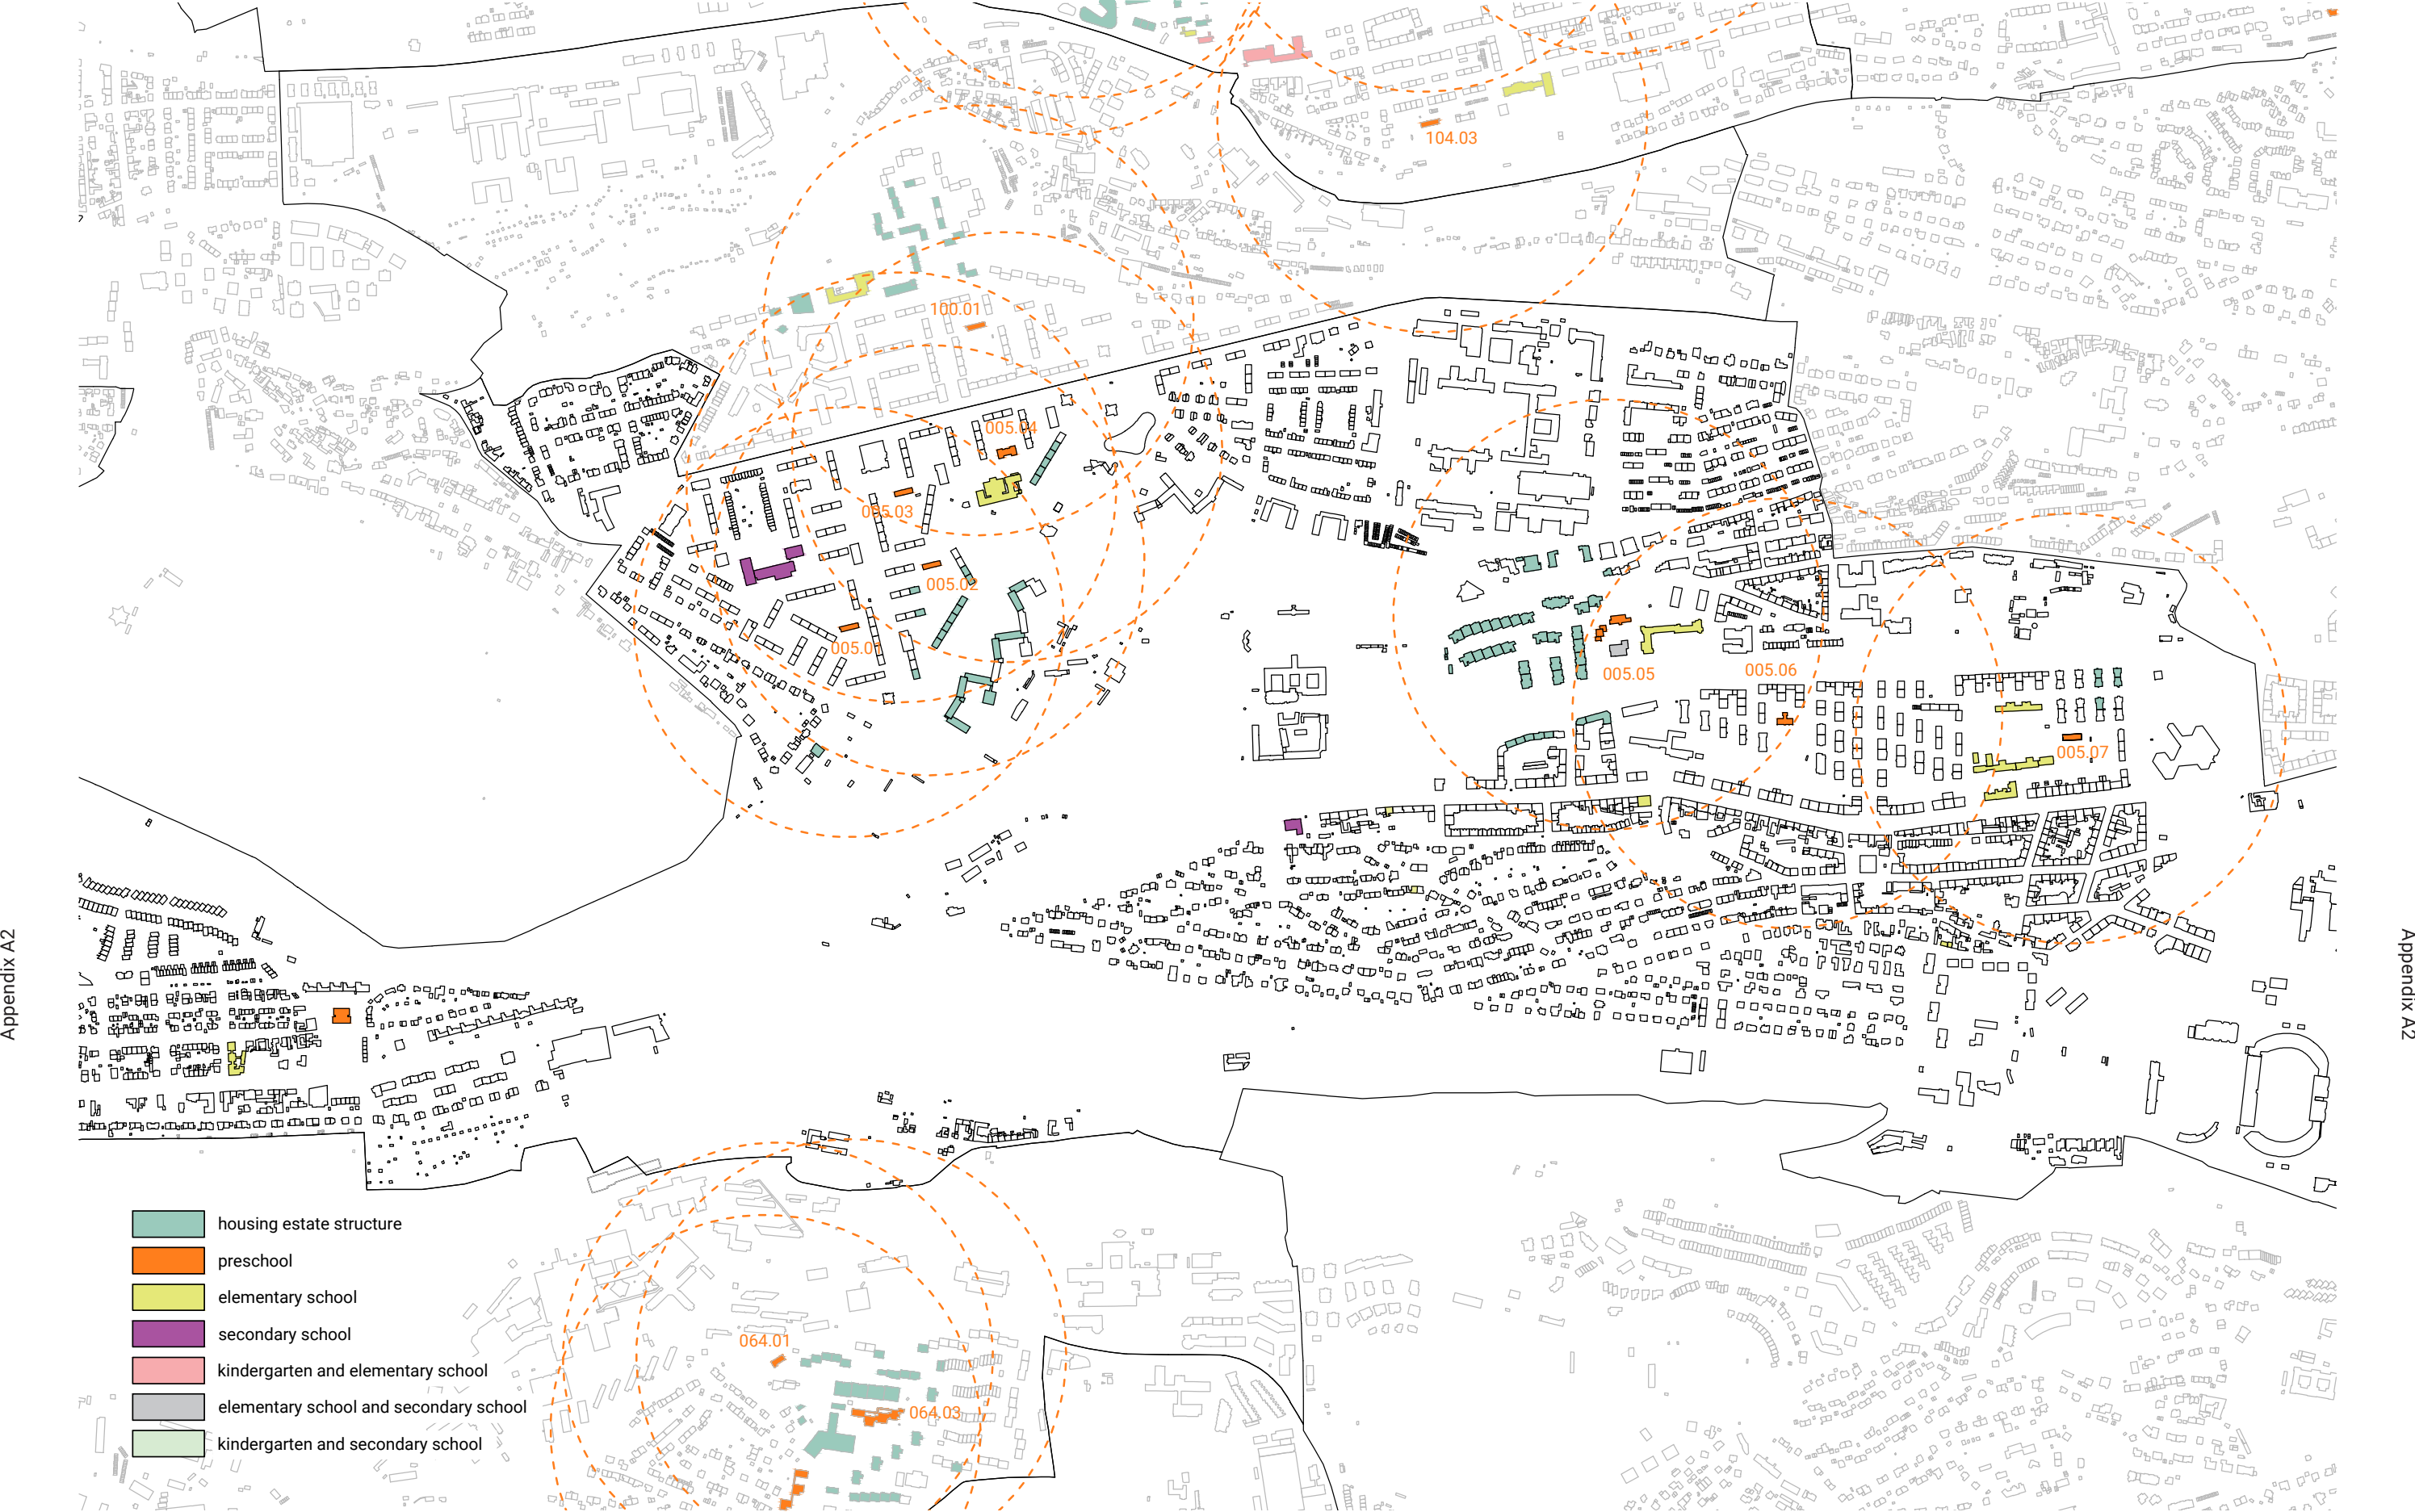 104.03
100.01
005.04
005.03
005.02
005.01
005.05
005.06
005.07
Appendix A2
Appendix A2
housing estate structure
preschool
elementary school
secondary school
kindergarten and elementary school
elementary school and secondary school
kindergarten and secondary school
064.01
064.03